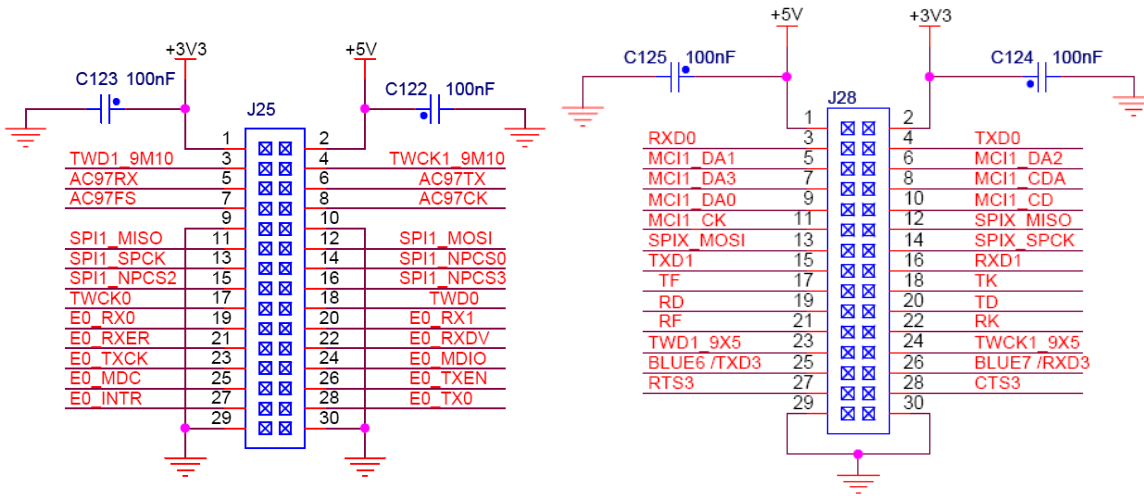 +3V3 +5V
C123 100nF C122 100nF
J25
1 2
TWD1_9M10 3 4 TWCK1_9M10
AC97RX 5 6 AC97TX
AC97FS 7 8 AC97CK
9 10
SPI1_MISO 11 12 SPI1_MOSI
SPI1_SPCK 13 14 SPI1_NPCS0
SPI1_NPCS2 15 16 SPI1_NPCS3
TWCK0 17 18 TWD0
E0_RX0 19 20 E0_RX1
E0_RXER 21 22 E0_RXDV
E0_TXCK 23 24 E0_MDIO
E0_MDC 25 26 E0_TXEN
E0_INTR 27 28 E0_TX0
29 30
+5V +3V3
C125 100nF C124 100nF
J28
1 2
RXD0 3 4 TXD0
MCI1_DA1 5 6 MCI1_DA2
MCI1_DA3 7 8 MCI1_CDA
MCI1_DA0 9 10 MCI1_CD
MCI1_CK 11 12 SPIX_MISO
SPIX_MOSI 13 14 SPIX_SPCK
TXD1 15 16 RXD1
TF 17 18 TK
RD 19 20 TD
RF 21 22 RK
TWD1_9X5 23 24 TWCK1_9X5
BLUE6 /TXD3 25 26 BLUE7 /RXD3
RTS3 27 28 CTS3
29 30